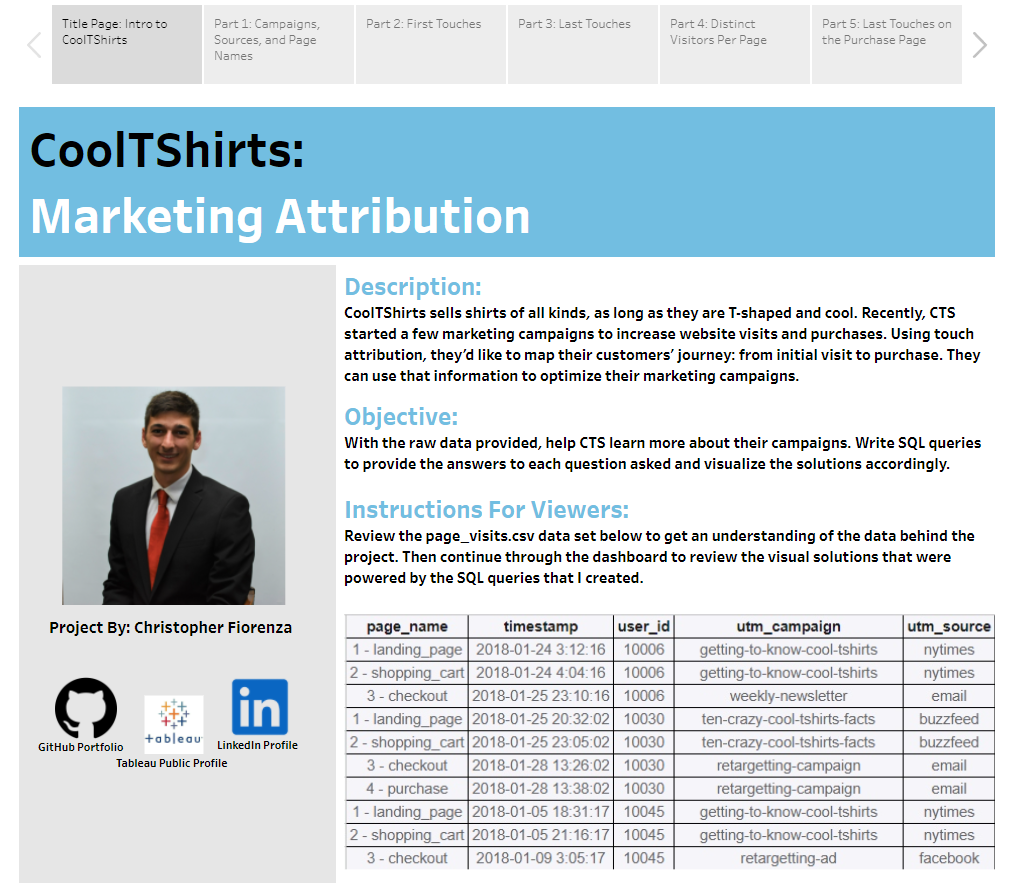 Title Page: Intro to
CoolTShirts
Part 1: Campaigns,
Sources, and Page
Names
Part 2: First Touches
Part 3: Last Touches
Part 4: Distinct
Visitors Per Page
Part 5: Last Touches on
the Purchase Page
CoolTShirts:
Marketing Attribution
Project By: Christopher Fiorenza
GitHub Portfolio
+ableau
Tableau Public Profile
in
LinkedIn Profile
Description:
CoolTShirts sells shirts of all kinds, as long as they are T-shaped and cool. Recently, CTS
started a few marketing campaigns to increase website visits and purchases. Using touch
attribution, they’d like to map their customers’ journey: from initial visit to purchase. They
can use that information to optimize their marketing campaigns.
Objective:
With the raw data provided, help CTS learn more about their campaigns. Write SQL queries
to provide the answers to each question asked and visualize the solutions accordingly.
Instructions For Viewers:
Review the page_visits.csv data set below to get an understanding of the data behind the
project. Then continue through the dashboard to review the visual solutions that were
powered by the SQL queries that I created.
page_name timestamp user_id utm_campaign utm_source
1 - landing_page 2018-01-24 3:12:16 10006 getting-to-know-cool-tshirts nytimes
2 - shopping_cart 2018-01-24 4:04:16 10006 getting-to-know-cool-tshirts nytimes
3 - checkout 2018-01-25 23:10:16 10006 weekly-newsletter email
1 - landing_page 2018-01-25 20:32:02 10030 ten-crazy-cool-tshirts-facts buzzfeed
2 - shopping_cart 2018-01-25 23:05:02 10030 ten-crazy-cool-tshirts-facts buzzfeed
3 - checkout 2018-01-28 13:26:02 10030 retargetting-campaign email
4 - purchase 2018-01-28 13:38:02 10030 retargetting-campaign email
1 - landing_page 2018-01-05 18:31:17 10045 getting-to-know-cool-tshirts nytimes
2 - shopping_cart 2018-01-05 21:16:17 10045 getting-to-know-cool-tshirts nytimes
3 - checkout 2018-01-09 3:05:17 10045 retargetting-ad facebook